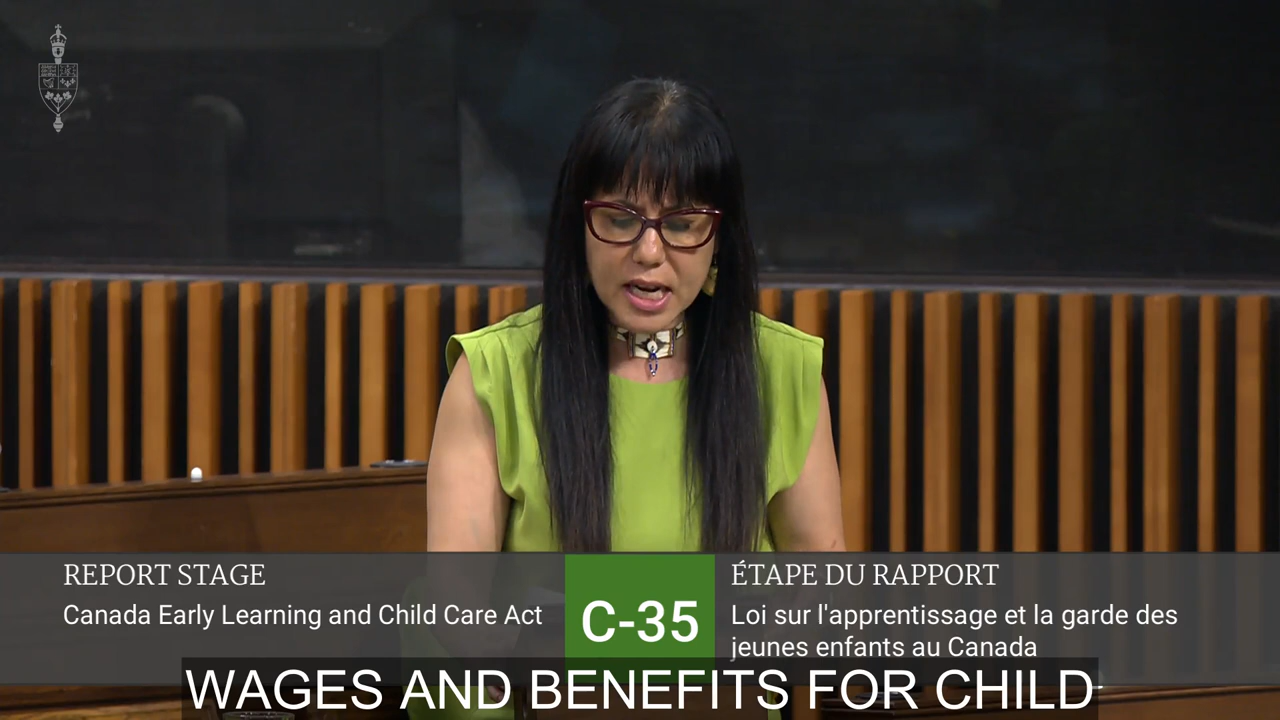 REPORT STAGE
Canada Early Learning and Child Care Act
C-35
ÉTAPE DU RAPPORT
Loi sur l'apprentissage et la garde des
jeunes enfants au Canada
WAGES AND BENEFITS FOR CHILD